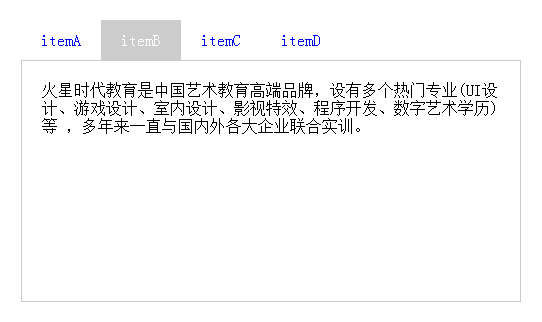 itemA itemB itemC itemD
火星时代教育是中国艺术教育高端品牌，设有多个热门专业(UI设
计、游戏设计、室内设计、影视特效、程序开发、数字艺术学历)
等 ，多年来一直与国内外各大企业联合实训。